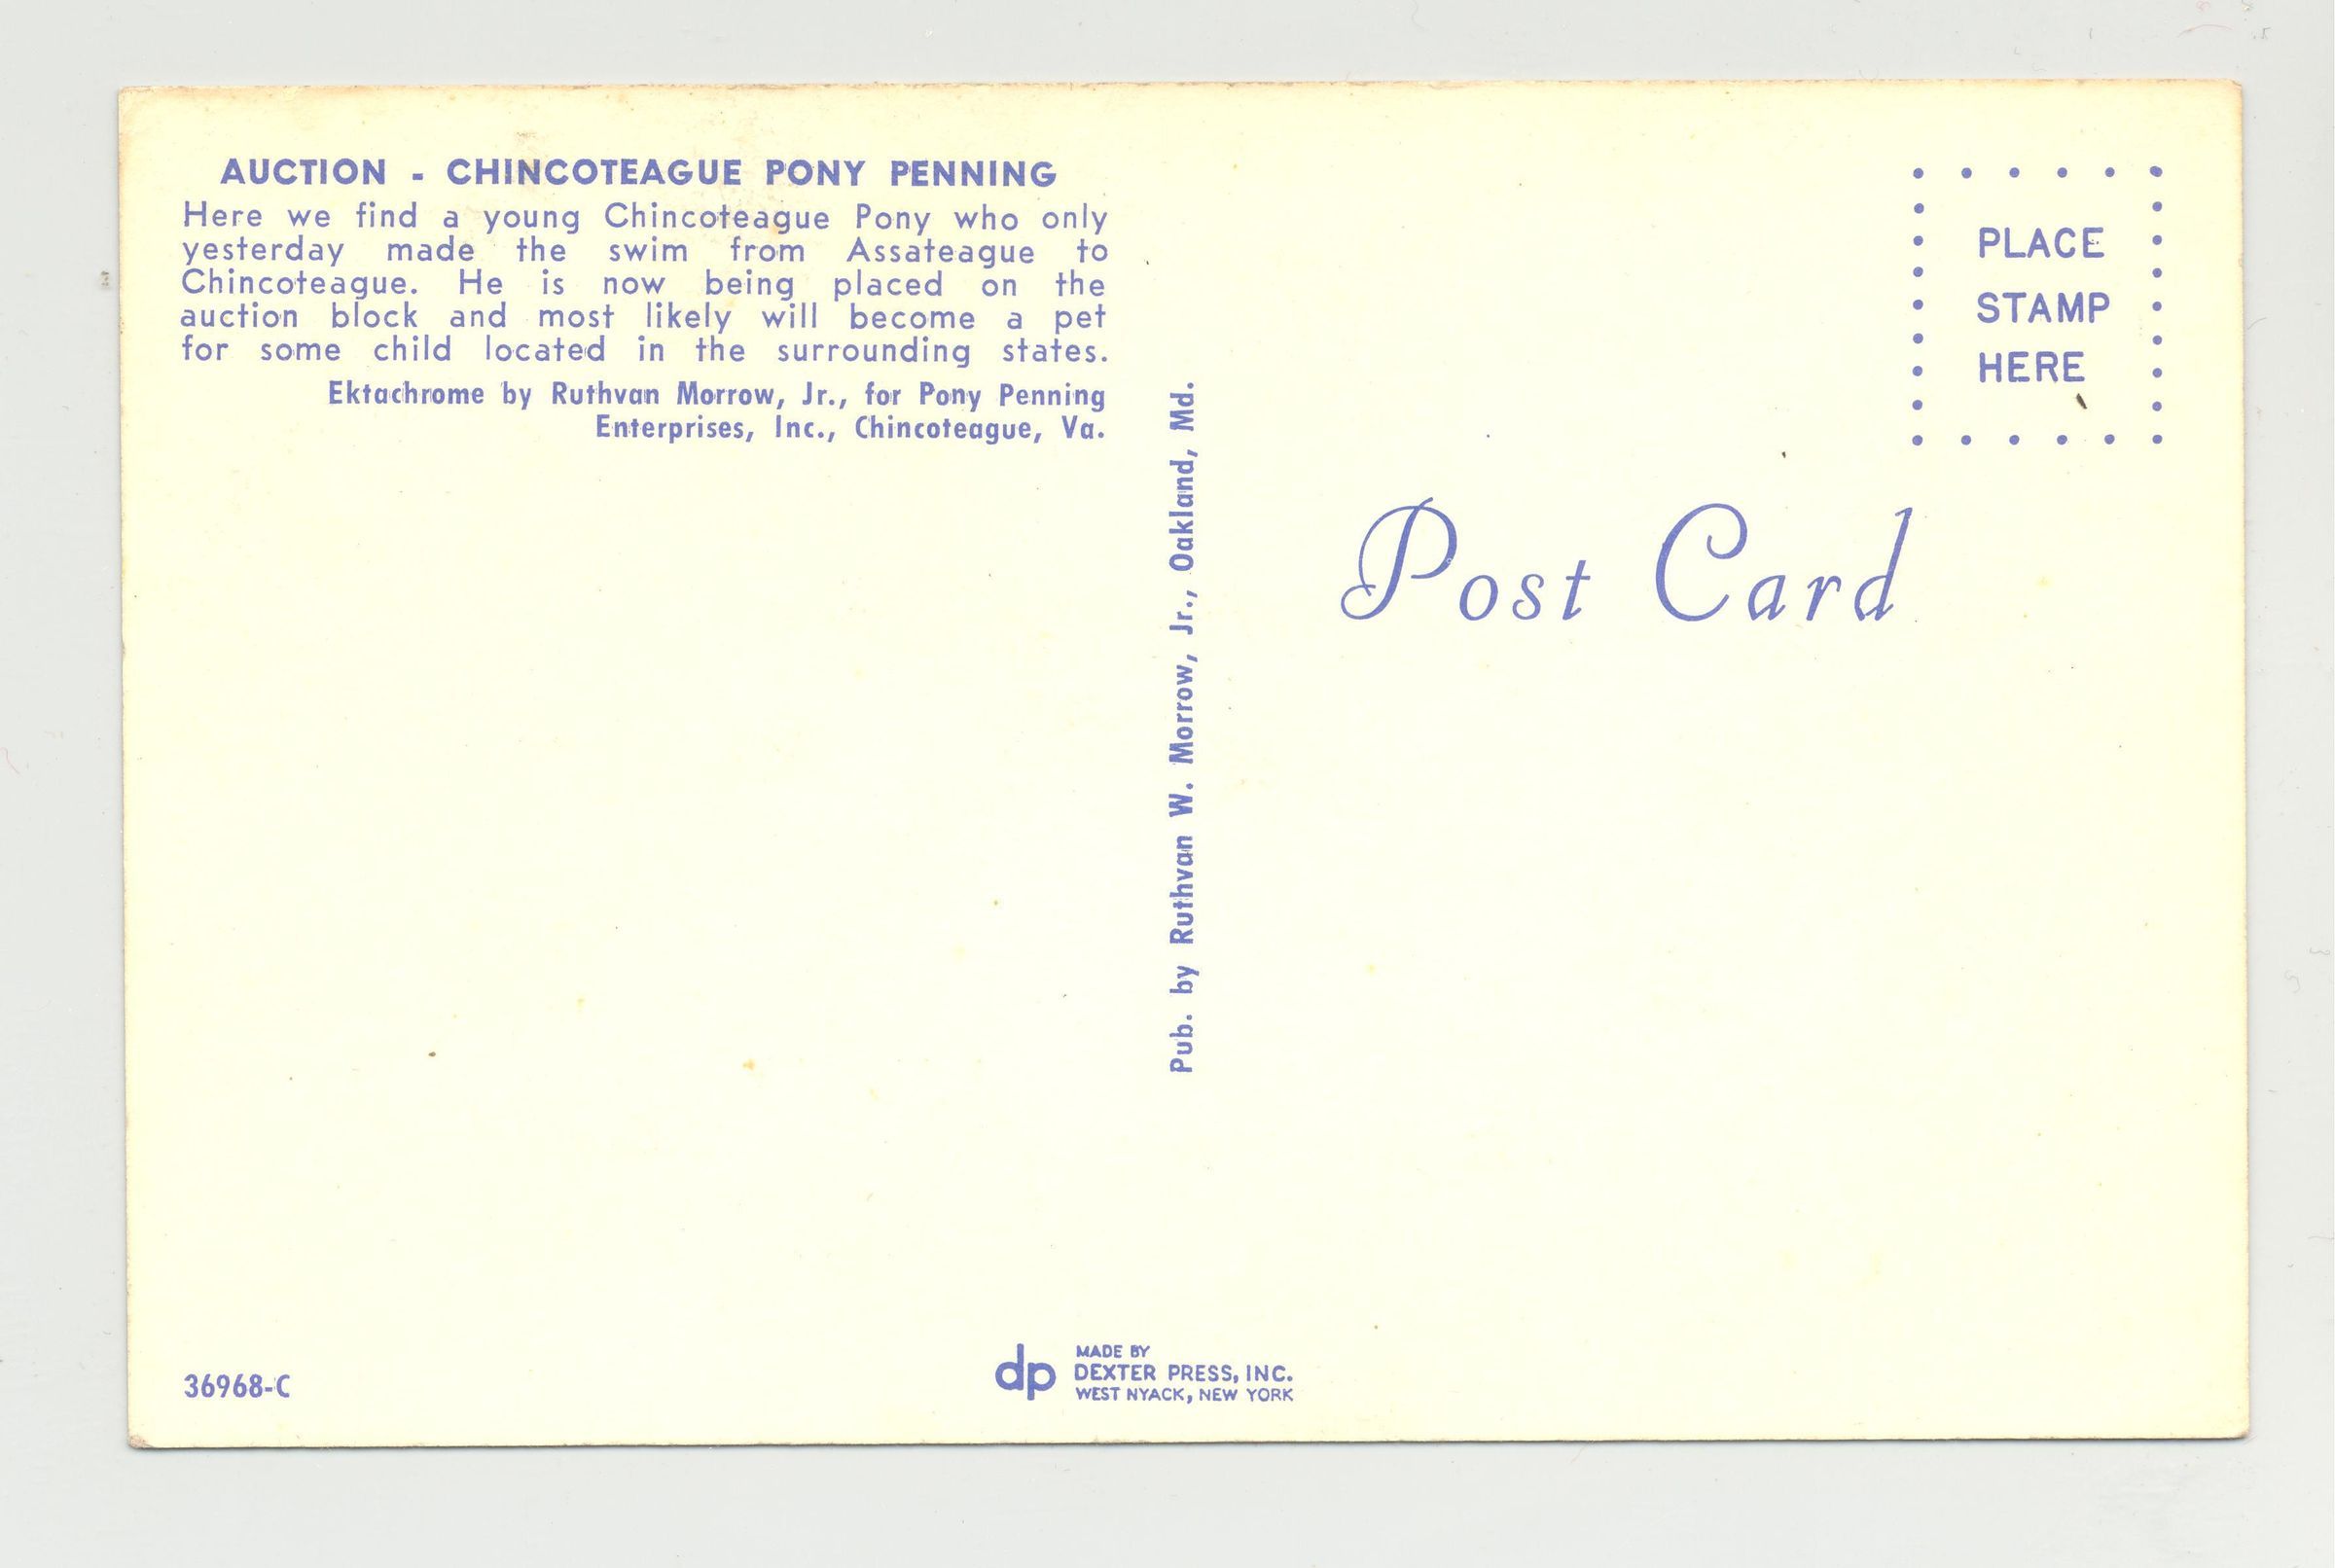 AUCTION - CHINCOTEAGUE PONY PENNING
Here we find a young Chincoteague Pony who only
yesterday made the swim from Assateague to
Chincoteague. He is now being placed on the
auction block and most likely will become a pet
for some child located in the surrounding states.
Ektachrome by Ruthvan Morrow, Jr., for Pony Penning
Enterprises, Inc., Chincoteague, Va.
Pub. by Ruthvan W. Morrow, Jr., Oakland, Md.
PLACE
STAMP
HERE
Post Card
36968-C
dp
MADE BY
DEXTER PRESS, INC.
WEST NYACK, NEW YORK